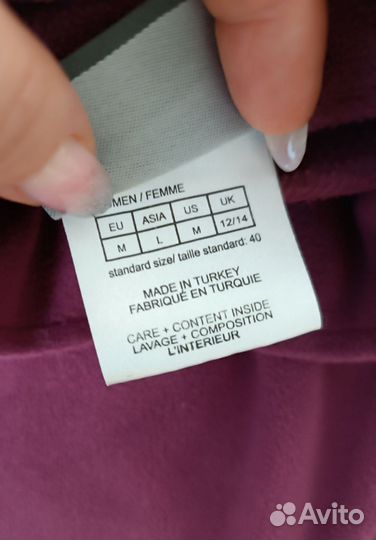 MEN / FEMME
EU ASIA US UK
M L M 12/14
standard size/ taille standard: 40
MADE IN TURKEY
FABRIQUÉ EN TURQUIE
CARE + CONTENT INSIDE
LAVAGE + COMPOSITION
L'INTERIEUR
Avito